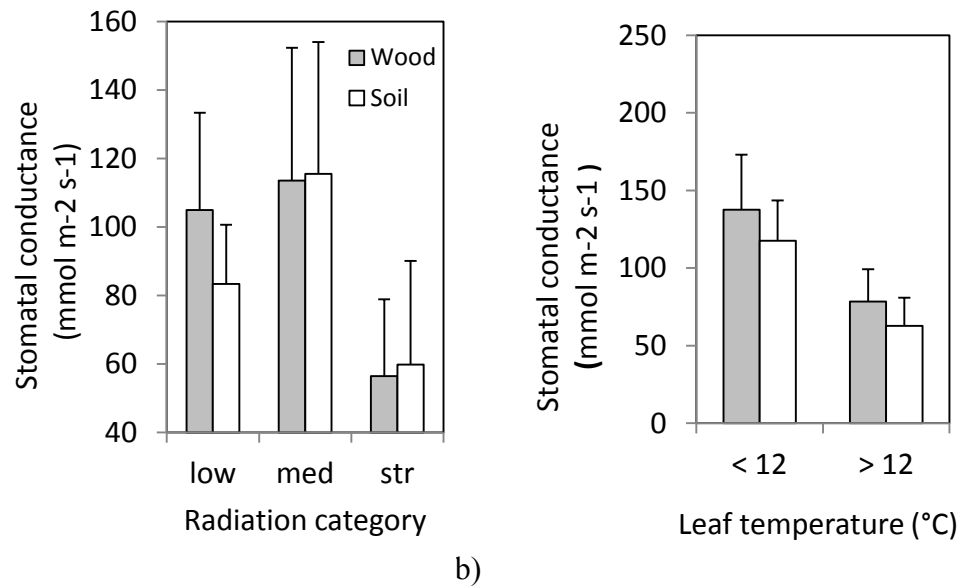 Stomatal conductance
(mmol m-2 s-1)
160
140
120
100
80
60
40
Wood
Soil
low med str
Radiation category
Stomatal conductance
(mmol m-2 s-1 )
250
200
150
100
50
0
< 12 > 12
Leaf temperature (°C)
b)